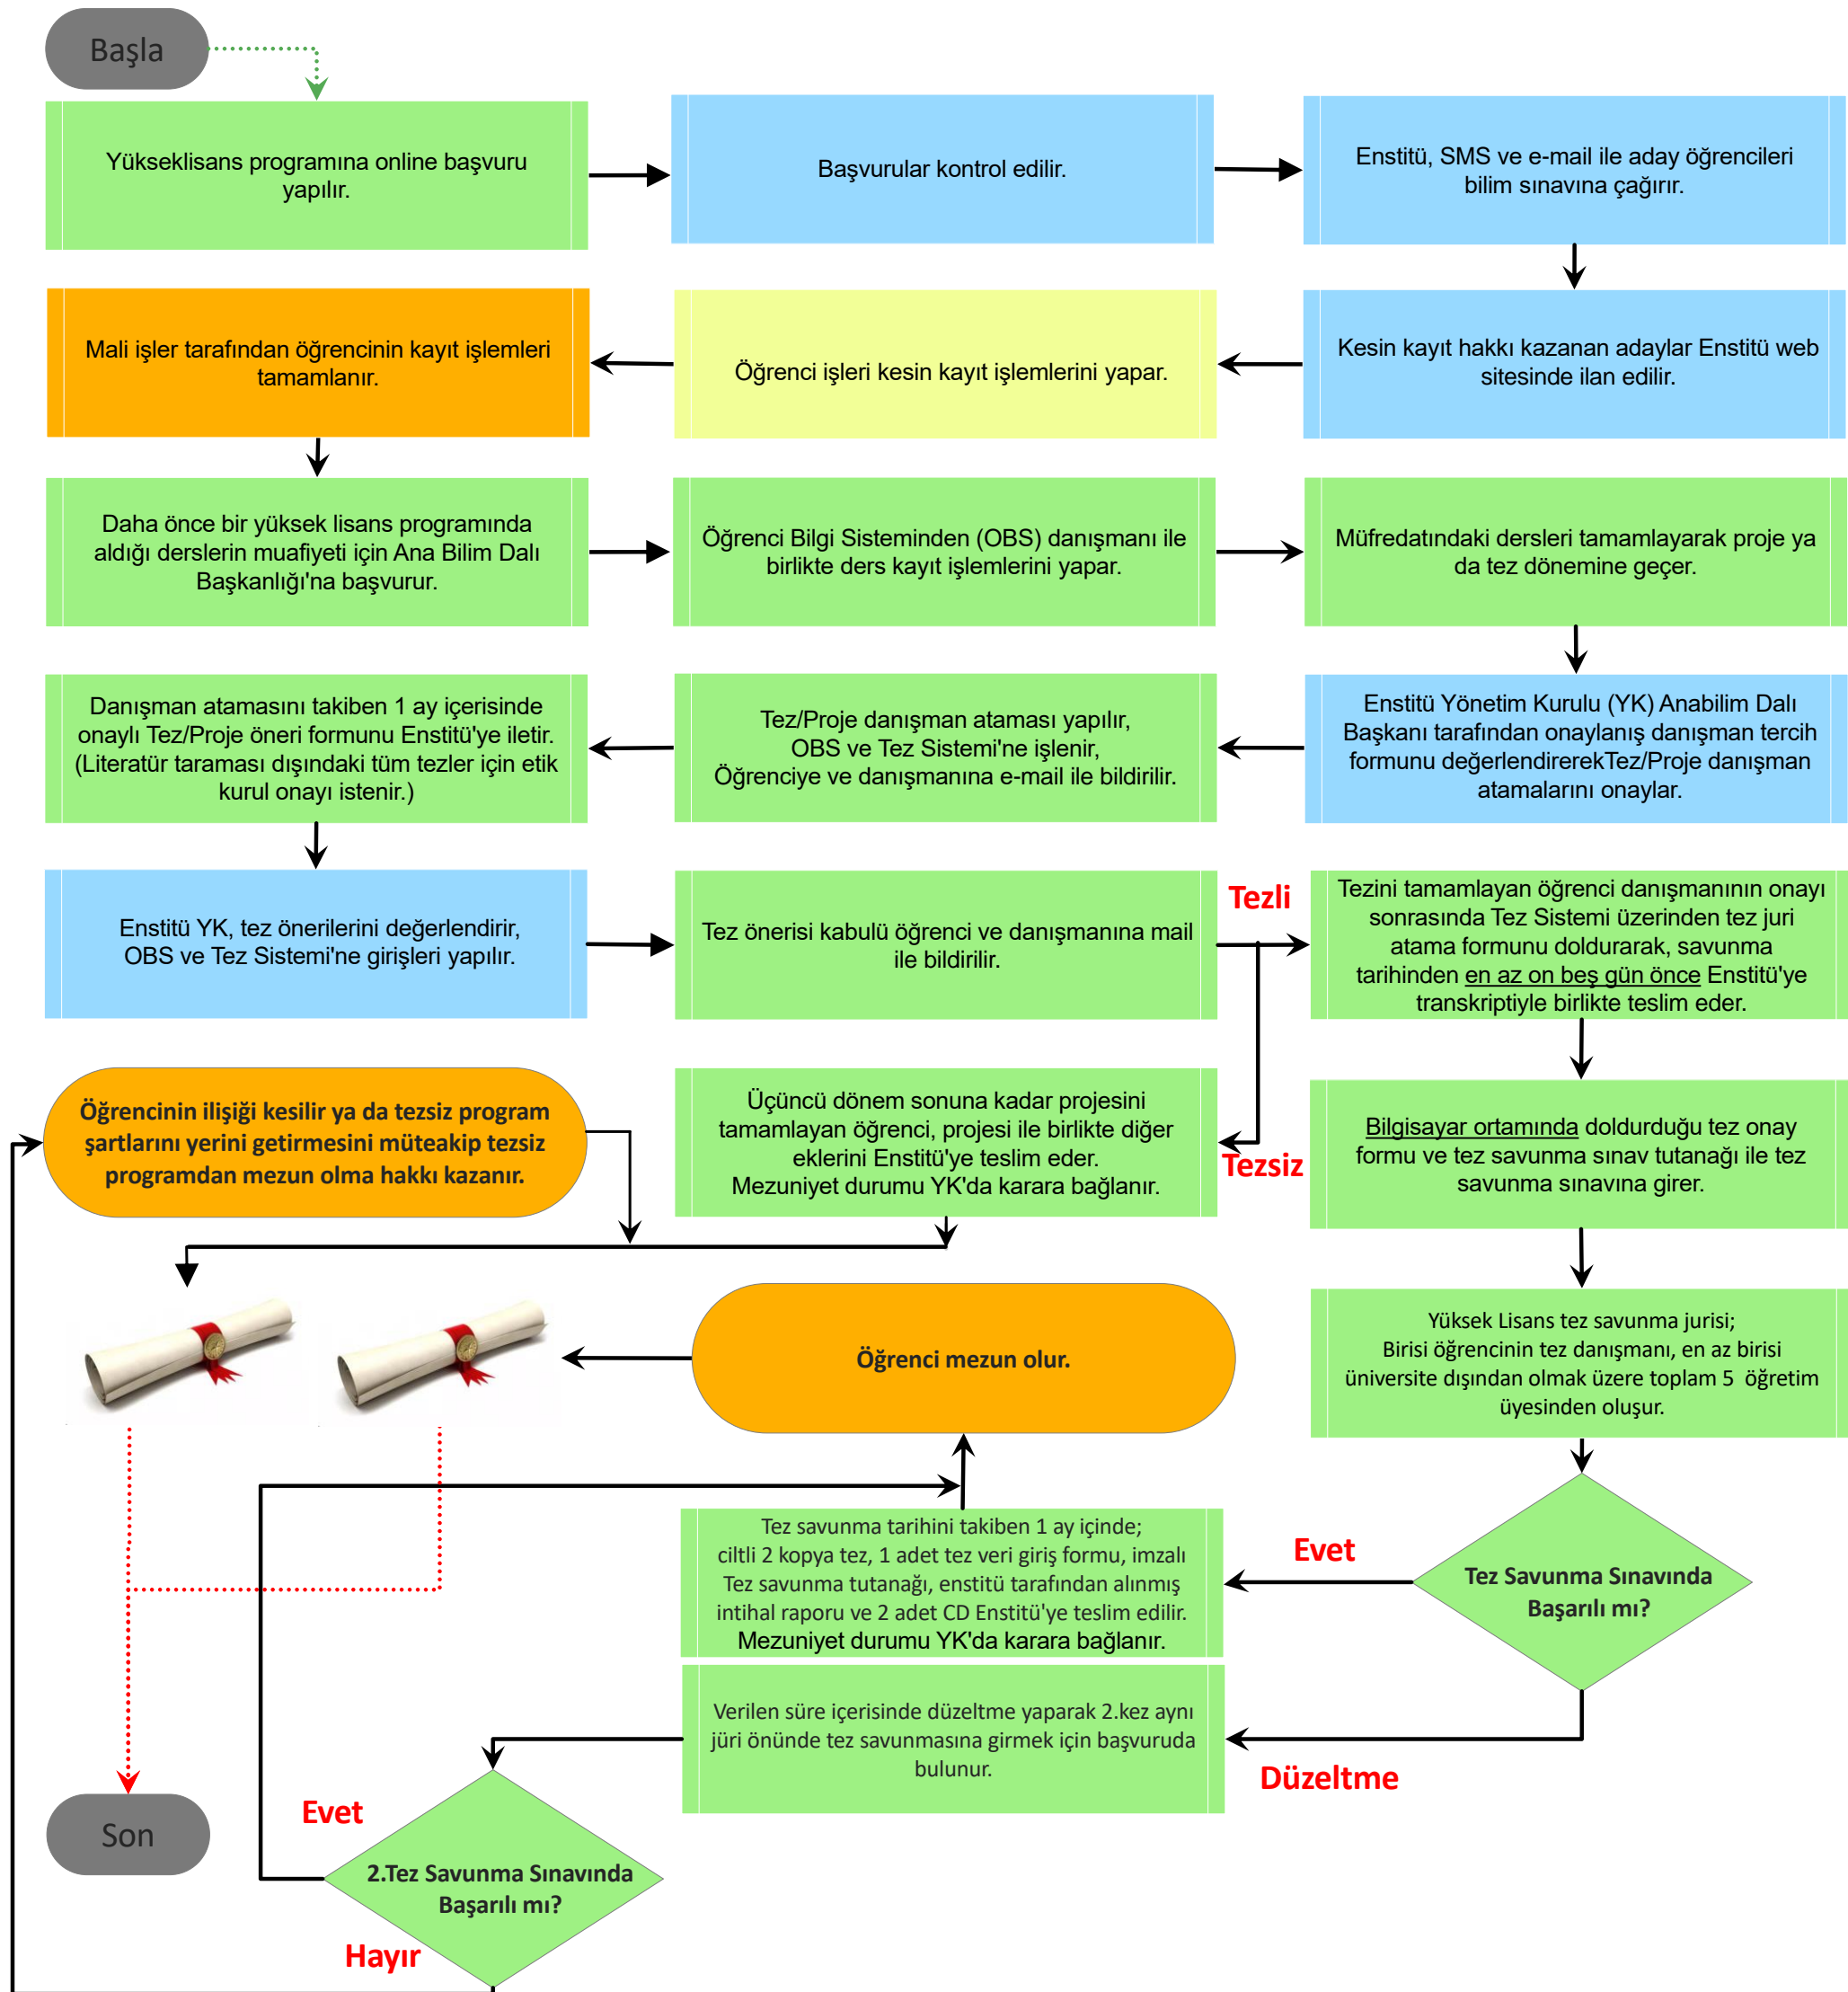 Başla
Yükseklisans programına online başvuru
yapılır.
Başvurular kontrol edilir.
Enstitü, SMS ve e-mail ile aday öğrencileri
bilim sınavına çağırır.
Mali işler tarafından öğrencinin kayıt işlemleri
tamamlanır.
Öğrenci işleri kesin kayıt işlemlerini yapar.
Kesin kayıt hakkı kazanan adaylar Enstitü web
sitesinde ilan edilir.
Daha önce bir yüksek lisans programında
aldığı derslerin muafiyeti için Ana Bilim Dalı
Başkanlığı'na başvurur.
Öğrenci Bilgi Sisteminden (OBS) danışmanı ile
birlikte ders kayıt işlemlerini yapar.
Müfredatındaki dersleri tamamlayarak proje ya
da tez dönemine geçer.
Danışman atamasını takiben 1 ay içerisinde
onaylı Tez/Proje öneri formunu Enstitü'ye iletir.
(Literatür taraması dışındaki tüm tezler için etik
kurul onayı istenir.)
Tez/Proje danışman ataması yapılır,
OBS ve Tez Sistemi'ne işlenir,
Öğrenciye ve danışmanına e-mail ile bildirilir.
Enstitü Yönetim Kurulu (YK) Anabilim Dalı
Başkanı tarafından onaylanış danışman tercih
formunu değerlendirerekTez/Proje danışman
atamalarını onaylar.
Enstitü YK, tez önerilerini değerlendirir,
OBS ve Tez Sistemi'ne girişleri yapılır.
Tez önerisi kabulü öğrenci ve danışmanına mail
ile bildirilir.
Tezli
Tezini tamamlayan öğrenci danışmanının onayı
sonrasında Tez Sistemi üzerinden tez juri
atama formunu doldurarak, savunma
tarihinden en az on beş gün önce Enstitü'ye
transkriptiyle birlikte teslim eder.
Öğrencinin ilişiği kesilir ya da tezsiz program
şartlarını yerini getirmesini müteakip tezsiz
programdan mezun olma hakkı kazanır.
Üçüncü dönem sonuna kadar projesini
tamamlayan öğrenci, projesi ile birlikte diğer
eklerini Enstitü'ye teslim eder.
Mezuniyet durumu YK'da karara bağlanır.
Tezsiz
Bilgisayar ortamında doldurduğu tez onay
formu ve tez savunma sınav tutanağı ile tez
savunma sınavına girer.
Öğrenci mezun olur.
Yüksek Lisans tez savunma jurisi;
Birisi öğrencinin tez danışmanı, en az birisi
üniversite dışından olmak üzere toplam 5 öğretim
üyesinden oluşur.
Tez savunma tarihini takiben 1 ay içinde;
ciltli 2 kopya tez, 1 adet tez veri giriş formu, imzalı
Tez savunma tutanağı, enstitü tarafından alınmış
intihal raporu ve 2 adet CD Enstitü'ye teslim edilir.
Mezuniyet durumu YK'da karara bağlanır.
Evet
Tez Savunma Sınavında
Başarılı mı?
Verilen süre içerisinde düzeltme yaparak 2.kez aynı
jüri önünde tez savunmasına girmek için başvuruda
bulunur.
Düzeltme
Son
Evet
2.Tez Savunma Sınavında
Başarılı mı?
Hayır